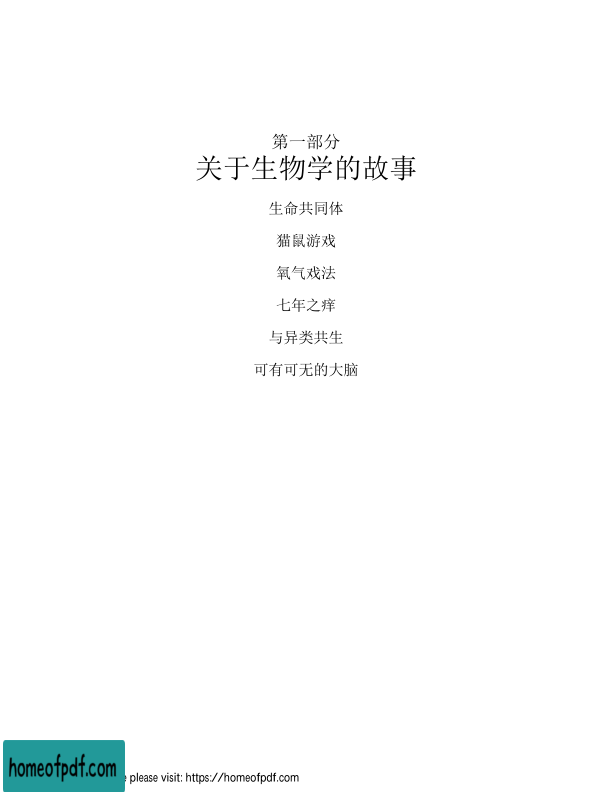 第一部分
关于生物学的故事
生命共同体
猫鼠游戏
氧气戏法
七年之痒
与异类共生
可有可无的大脑
homeofpdf.com
please visit: https://homeofpdf.com